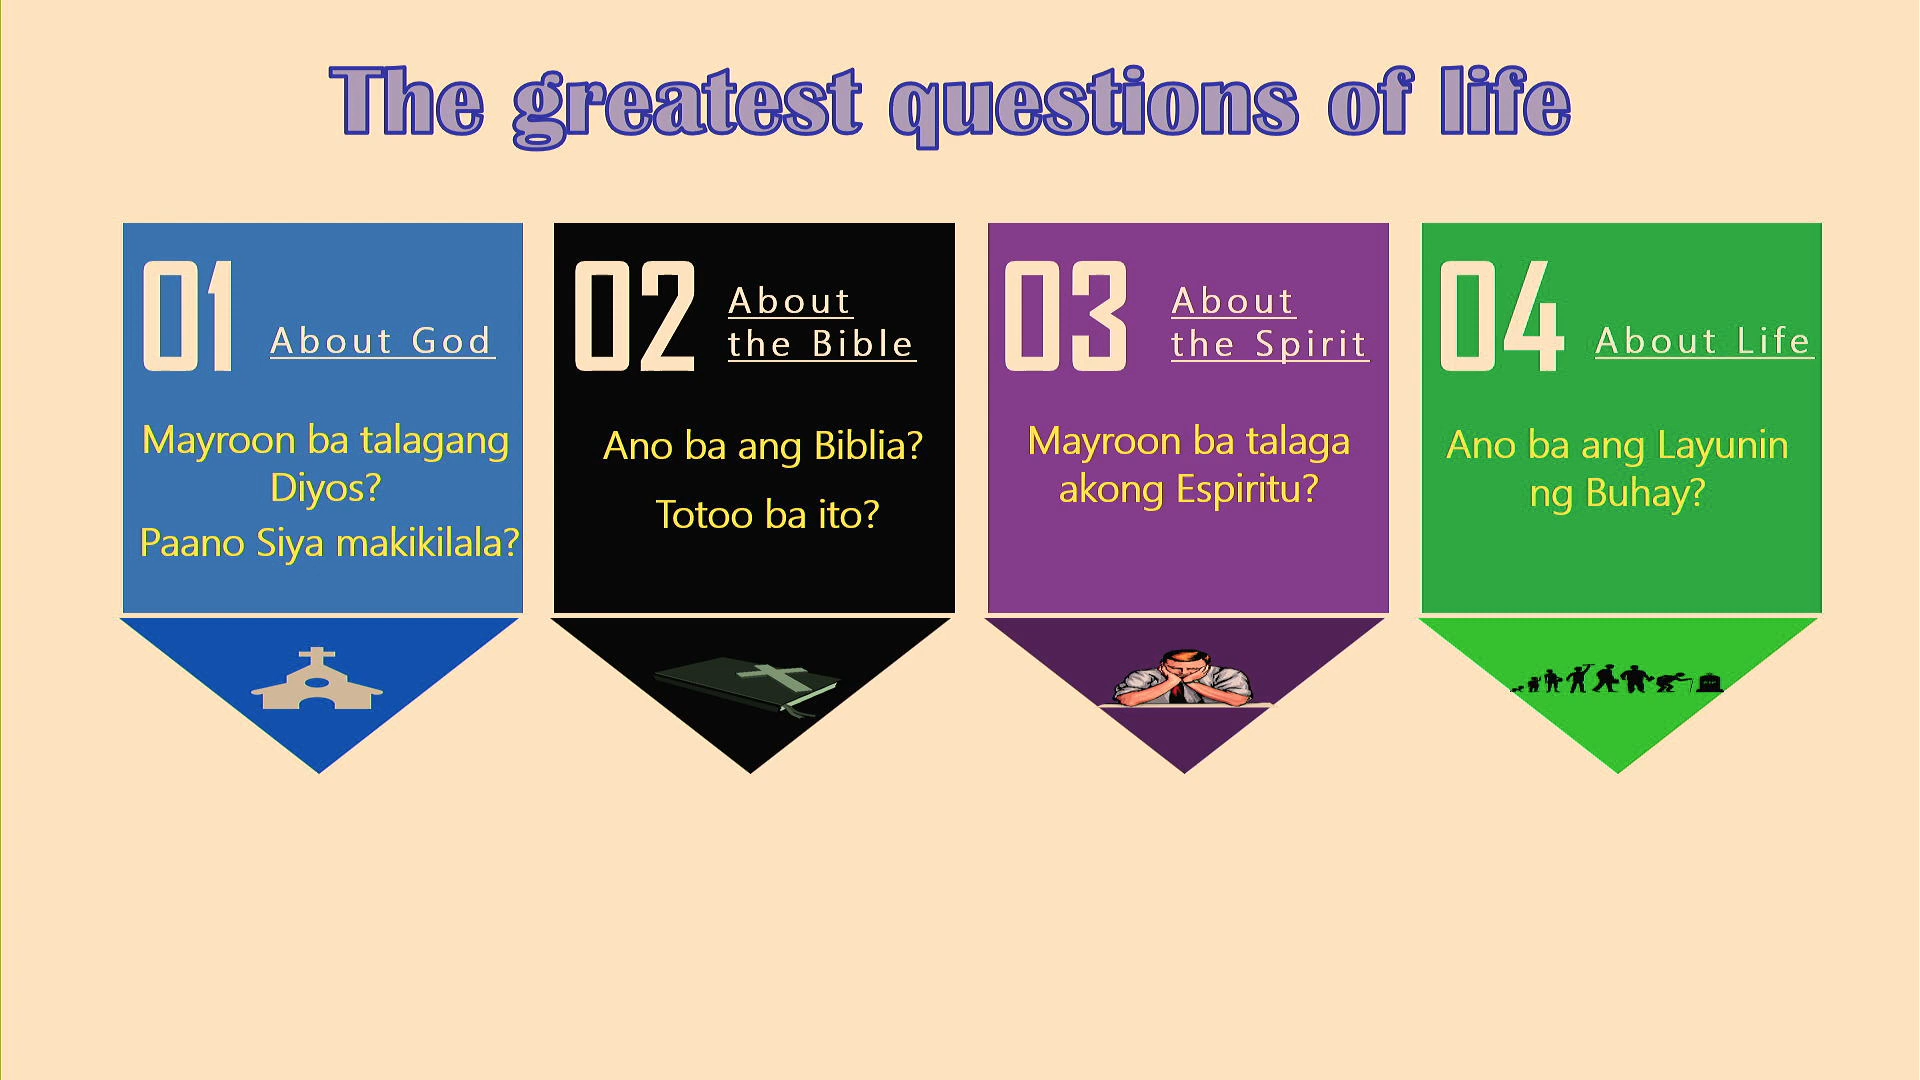 The greatest questions of life
01
About God
Mayroon ba talagang
Diyos?
Paano Siya makikilala?
02
About
the Bible
Ano ba ang Biblia?
Totoo ba ito?
03
About
the Spirit
Mayroon ba talaga
akong Espiritu?
04
About Life
Ano ba ang Layunin
ng Buhay?